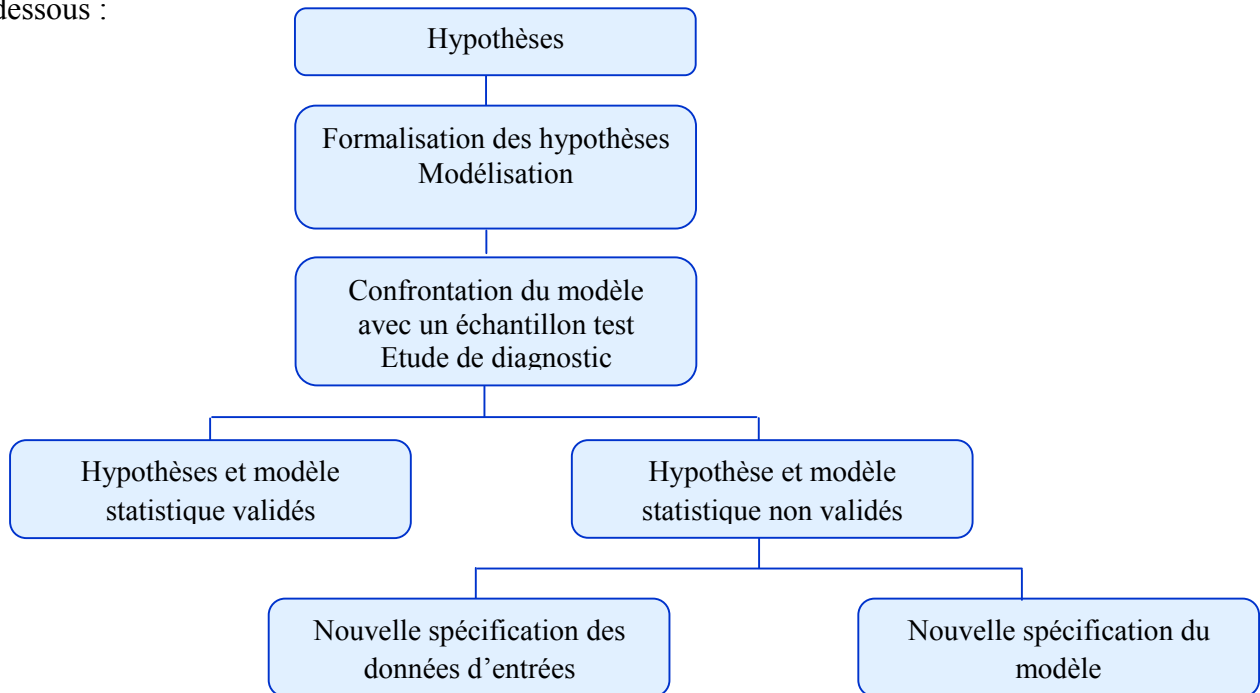 dessous :
Hypothèses
Formalisation des hypothèses
Modélisation
Confrontation du modèle
avec un échantillon test
Etude de diagnostic
Hypothèses et modèle
statistique validés
Hypothèse et modèle
statistique non validés
Nouvelle spécification des
données d’entrées
Nouvelle spécification du
modèle